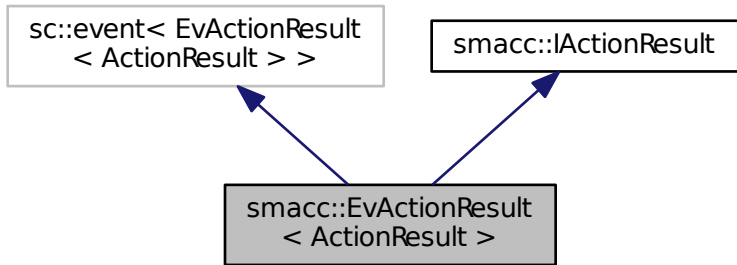 sc::event< EvActionResult
< ActionResult > >
smacc::IActionResult
smacc::EvActionResult
< ActionResult >